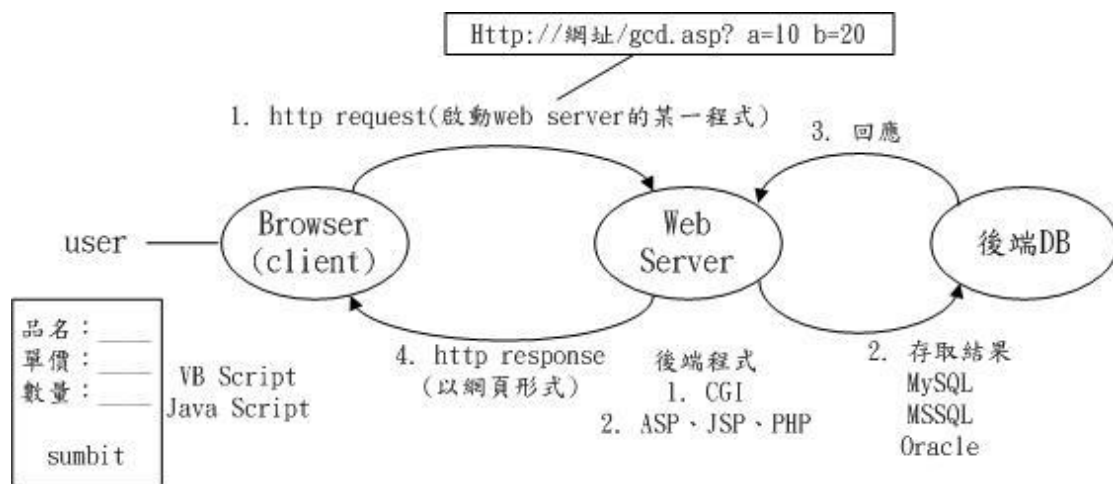 Http://網址/gcd.asp? a=10 b=20
1. http request(啟動web server的某一程式)
3. 回應
user
Browser
(client)
Web
Server
後端DB
品名：____
單價：____
數量：____
sumbit
VB Script
Java Script
4. http response
(以網頁形式)
後端程式
1. CGI
2. ASP、JSP、PHP
2. 存取結果
MySQL
MSSQL
Oracle